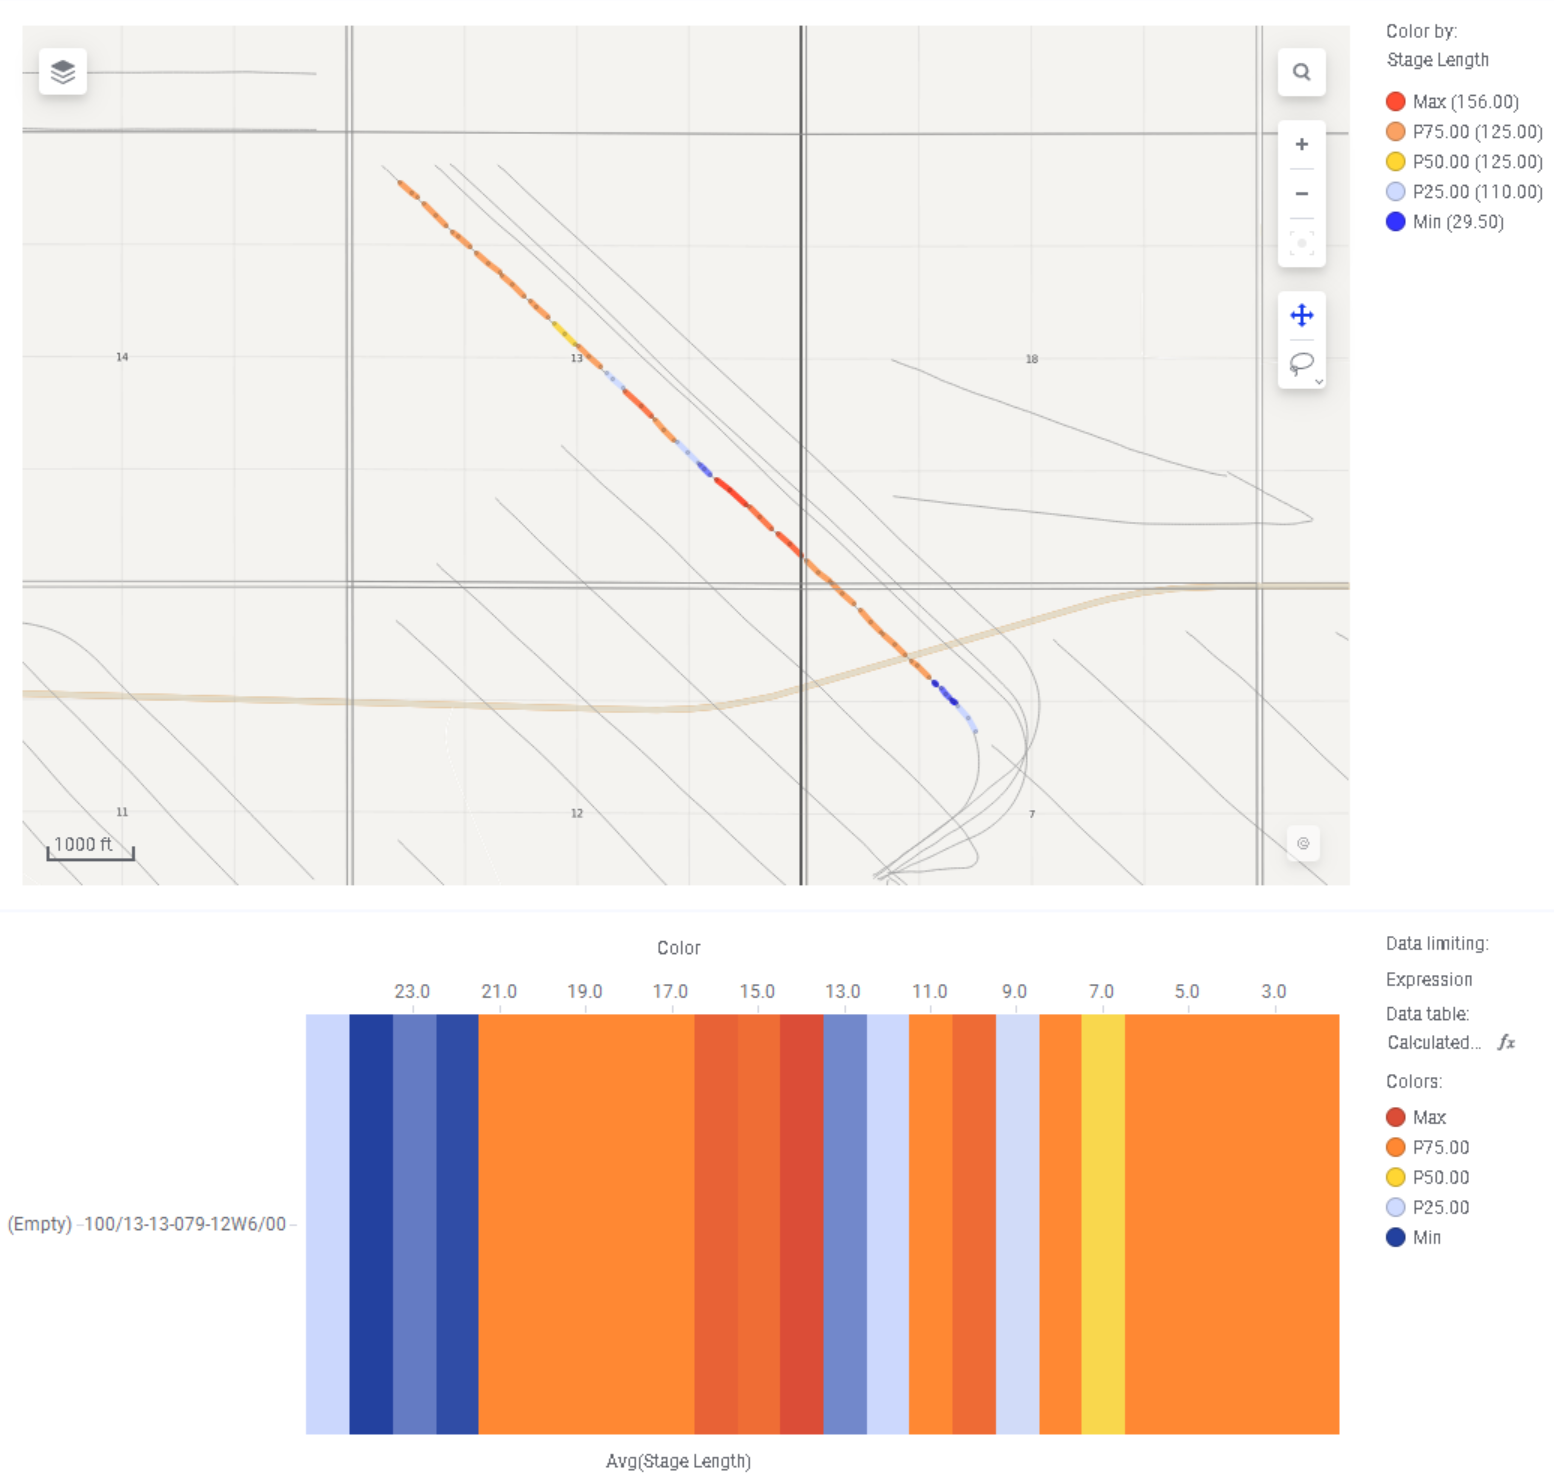 Color by:
Stage Length
Max (156.00)
P75.00 (125.00)
P50.00 (125.00)
P25.00 (110.00)
Min (29.50)
14
13
18
11
12
7
1000 ft
@
Color
23.0 21.0 19.0 17.0 15.0 13.0 11.0 9.0 7.0 5.0 3.0
(Empty) 100/13-13-079-12W6/00
Avg(Stage Length)
Data limiting:
Expression
Data table:
Calculated... fx
Colors:
Max
P75.00
P50.00
P25.00
Min